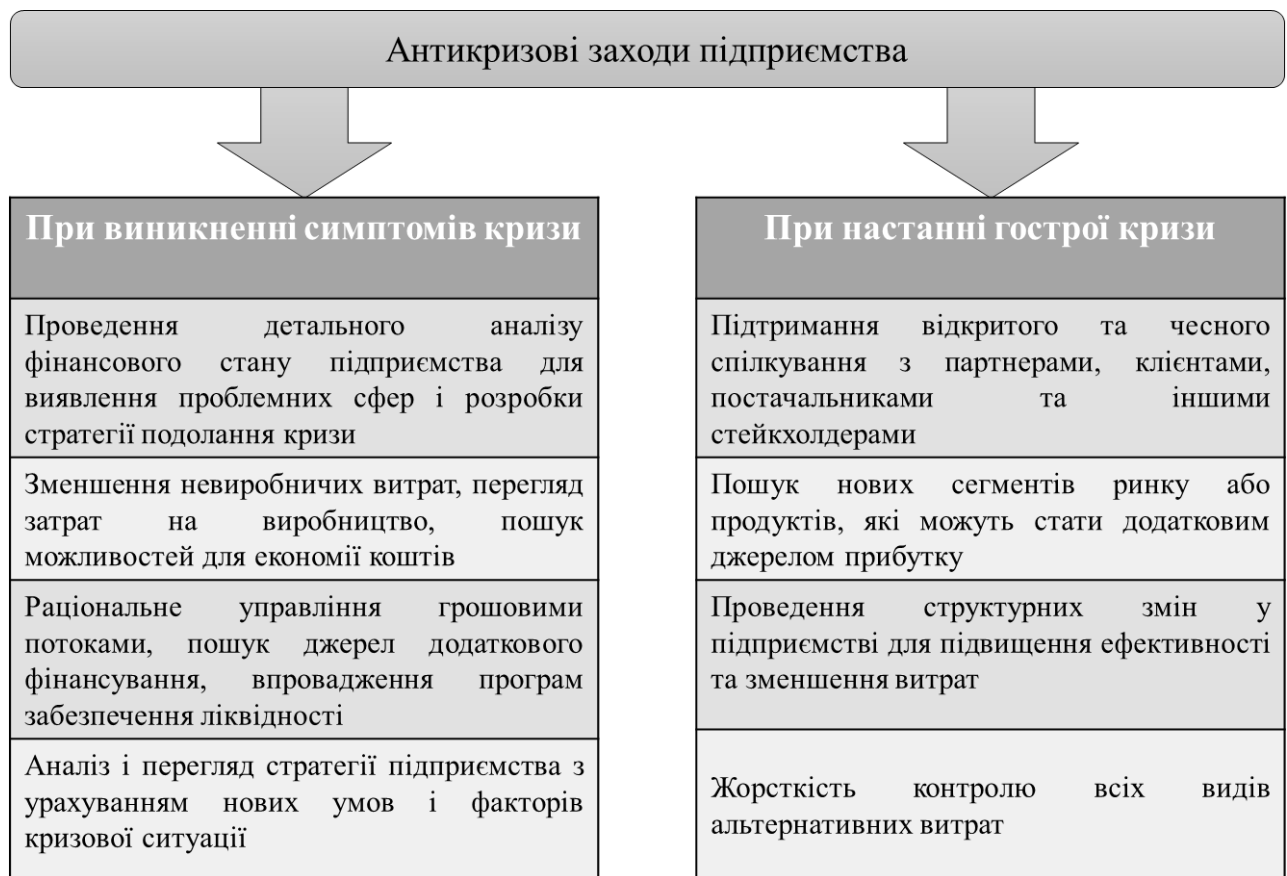 Антикризові заходи підприємства
При виникненні симптомів кризи
Проведення детального аналізу
фінансового стану підприємства для
виявлення проблемних сфер і розробки
стратегії подолання кризи
Зменшення невиробничих витрат, перегляд
затрат на виробництво, пошук
можливостей для економії коштів
Раціональне управління грошовими
потоками, пошук джерел додаткового
фінансування, впровадження програм
забезпечення ліквідності
Аналіз і перегляд стратегії підприємства з
урахуванням нових умов і факторів
кризової ситуації
При настанні гострої кризи
Підтримання відкритого та чесного
спілкування з партнерами, клієнтами,
постачальниками та іншими
стейкхолдерами
Пошук нових сегментів ринку або
продуктів, які можуть стати додатковим
джерелом прибутку
Проведення структурних змін у
підприємстві для підвищення ефективності
та зменшення витрат
Жорсткість контролю всіх видів
альтернативних витрат